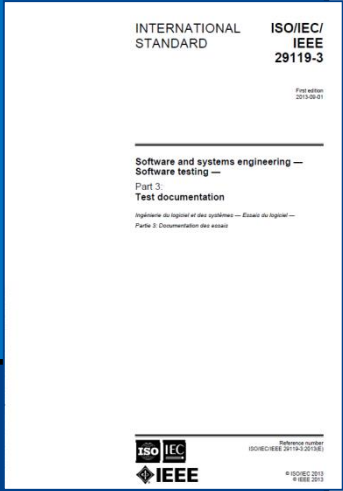 INTERNATIONAL STANDARD
ISO/IEC/
IEEE
29119-3
First edition
2013-09-01
Software and systems engineering —
Software testing —
Part 3:
Test documentation
Ingénierie du logiciel et des systèmes — Essais du logiciel —
Partie 3: Documentation des essais
ISO IEC
IEEE
Reference number
ISO/IEC/IEEE 29119-3:2013(E)
© ISO/IEC 2013
© IEEE 2013